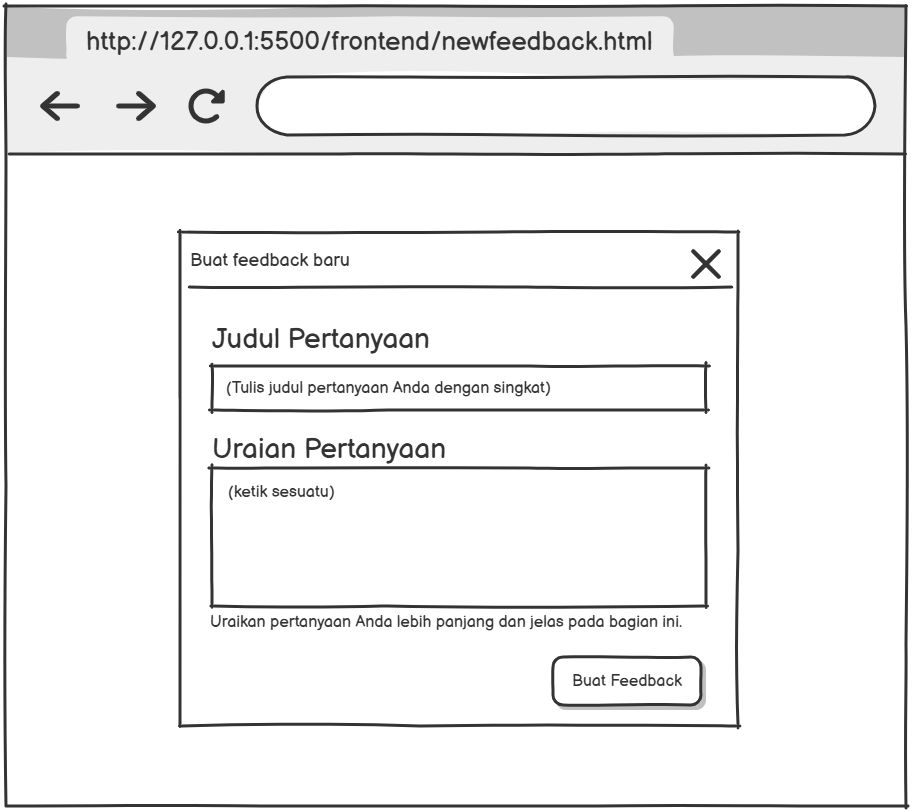 http://127.0.0.1:5500/frontend/newfeedback.html
Buat feedback baru
Judul Pertanyaan
(Tulis judul pertanyaan Anda dengan singkat)
Uraian Pertanyaan
(ketik sesuatu)
Uraikan pertanyaan Anda lebih panjang dan jelas pada bagian ini.
Buat Feedback